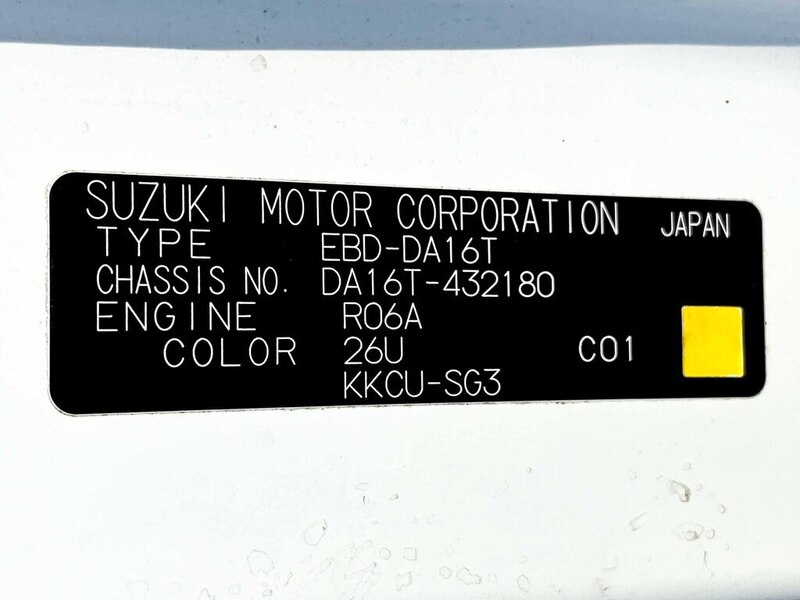 SUZUKI MOTOR CORPORATION JAPAN
TYPE EBD-DA16T
CHASSIS NO. DA16T-432180
ENGINE R06A
COLOR 26U C01
KKCU-SG3